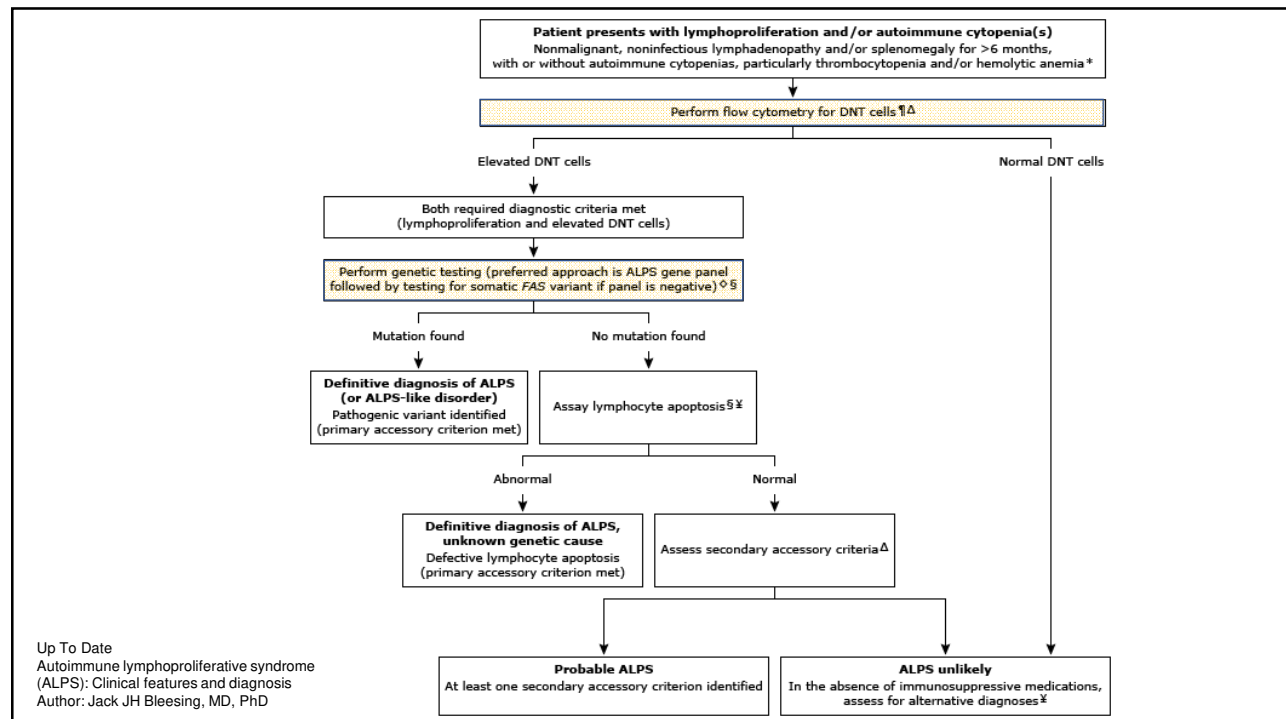 Patient presents with lymphoproliferation and/or autoimmune cytopenia(s)
Nonmalignant, noninfectious lymphadenopathy and/or splenomegaly for >6 months,
with or without autoimmune cytopenias, particularly thrombocytopenia and/or hemolytic anemia*
Perform flow cytometry for DNT cells¶Δ
Elevated DNT cells
Normal DNT cells
Both required diagnostic criteria met
(lymphoproliferation and elevated DNT cells)
Perform genetic testing (preferred approach is ALPS gene panel
followed by testing for somatic FAS variant if panel is negative)◊§
Mutation found
No mutation found
Definitive diagnosis of ALPS
(or ALPS-like disorder)
Pathogenic variant identified
(primary accessory criterion met)
Assay lymphocyte apoptosis§¥
Abnormal
Normal
Definitive diagnosis of ALPS,
unknown genetic cause
Defective lymphocyte apoptosis
(primary accessory criterion met)
Assess secondary accessory criteriaΔ
Probable ALPS
At least one secondary accessory criterion identified
ALPS unlikely
In the absence of immunosuppressive medications,
assess for alternative diagnoses¥
Up To Date
Autoimmune lymphoproliferative syndrome
(ALPS): Clinical features and diagnosis
Author: Jack JH Bleesing, MD, PhD